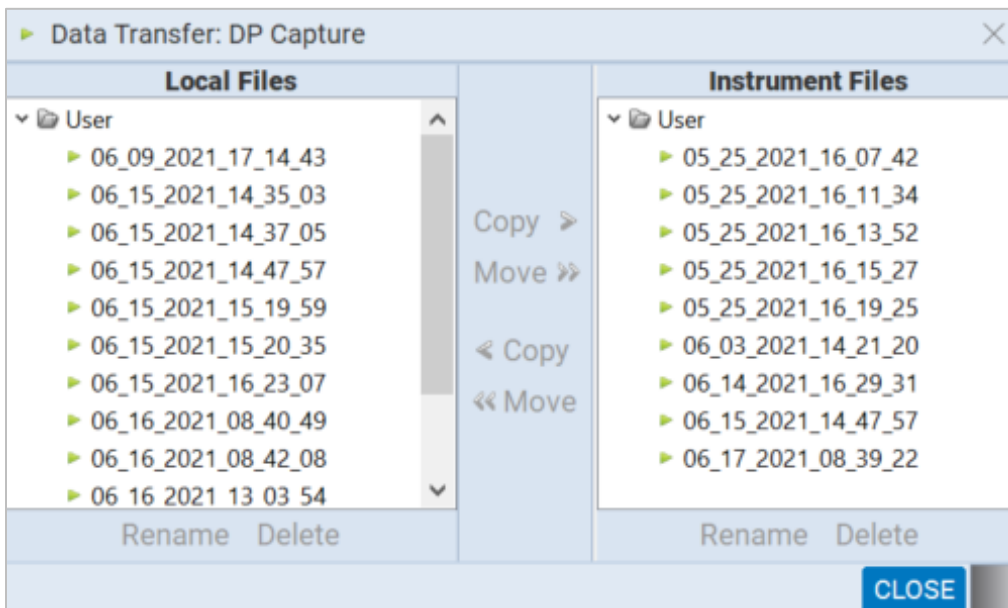 Data Transfer: DP Capture
Local Files
User
06_09_2021_17_14_43
06_15_2021_14_35_03
06_15_2021_14_37_05
06_15_2021_14_47_57
06_15_2021_15_19_59
06_15_2021_15_20_35
06_15_2021_16_23_07
06_16_2021_08_40_49
06_16_2021_08_42_08
06_16_2021_13_03_54
Rename Delete
Copy
Move
Copy
Move
Instrument Files
User
05_25_2021_16_07_42
05_25_2021_16_11_34
05_25_2021_16_13_52
05_25_2021_16_15_27
05_25_2021_16_19_25
06_03_2021_14_21_20
06_14_2021_16_29_31
06_15_2021_14_47_57
06_17_2021_08_39_22
Rename Delete
CLOSE